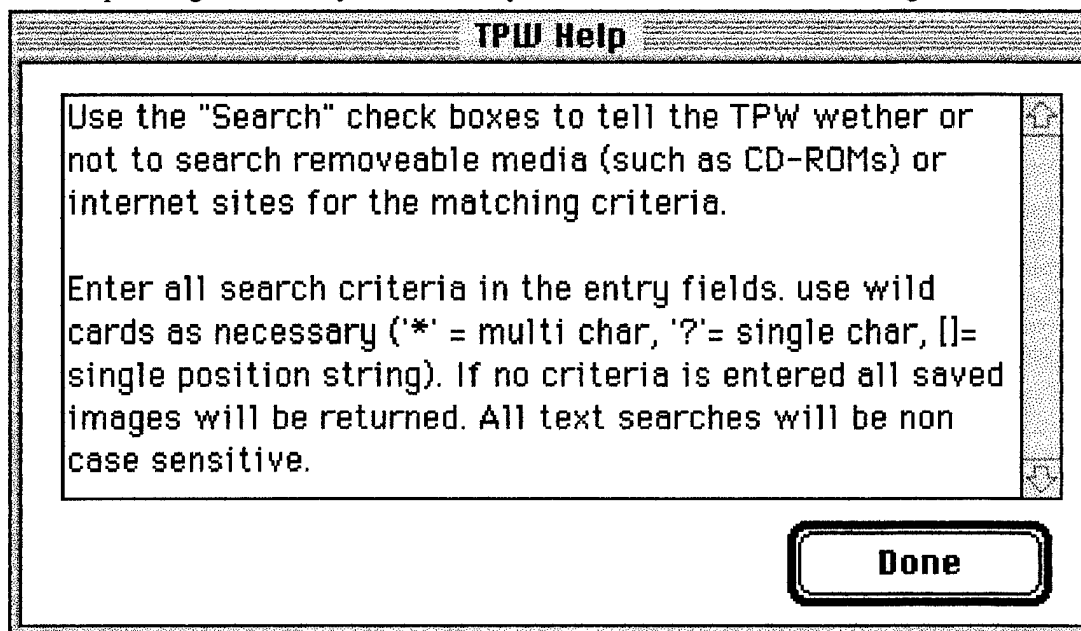 TPW Help
Use the "Search" check boxes to tell the TPW wether or
not to search removeable media (such as CD-ROMs) or
internet sites for the matching criteria.
Enter all search criteria in the entry fields. use wild
cards as necessary ('*' = multi char, '?'= single char, []=
single position string). If no criteria is entered all saved
images will be returned. All text searches will be non
case sensitive.
Done